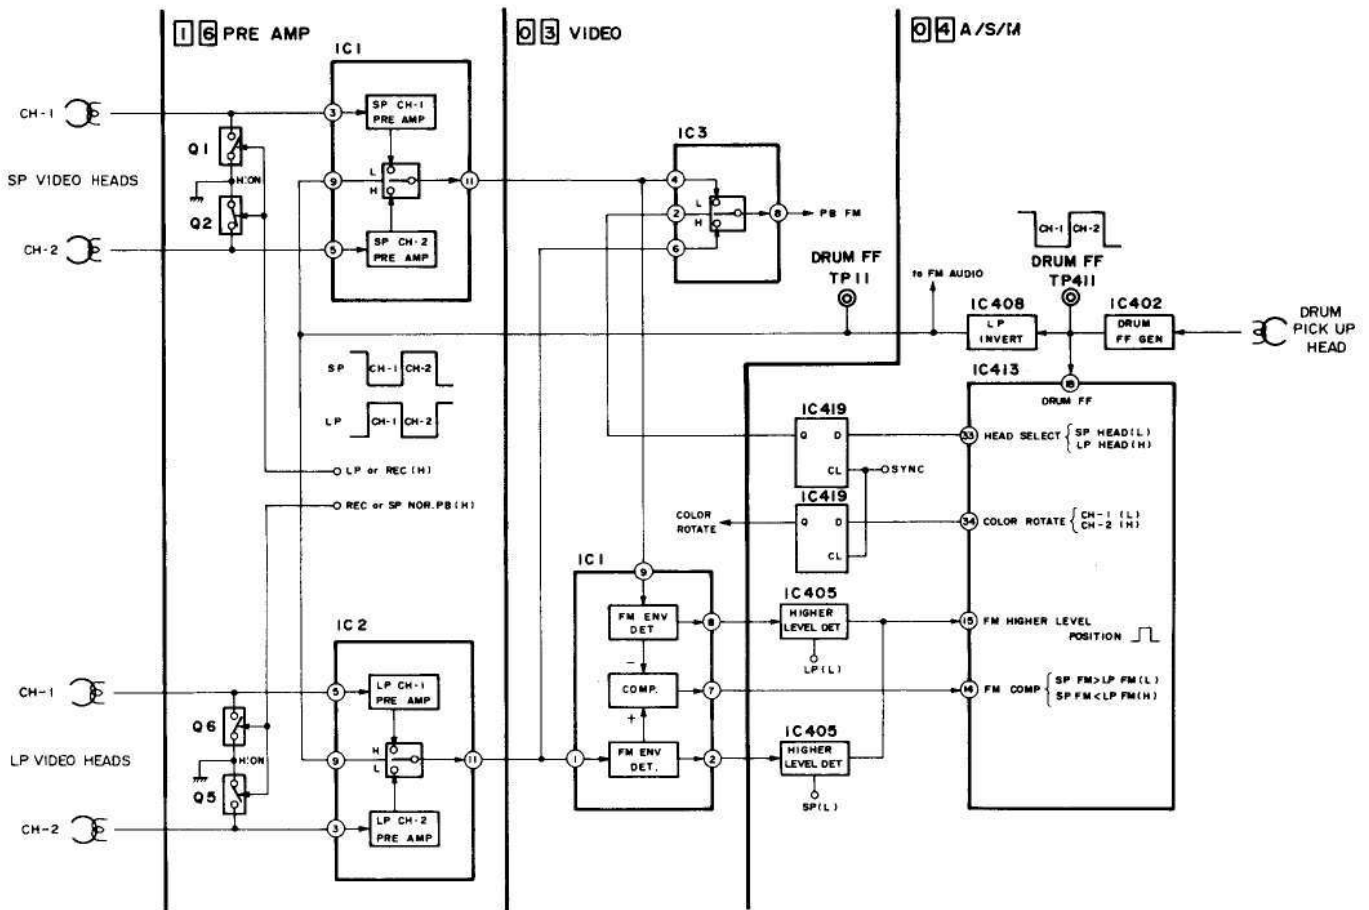 16 PRE AMP
03 VIDEO
04 A/S/M
IC1
CH-1
3
SP CH-1
PRE AMP
Q1
SP VIDEO HEADS
H:ON
9
L
H
11
Q2
CH-2
5
SP CH-2
PRE AMP
IC3
4
2
L
H
8
PB FM
6
DRUM FF
TP11
to FM AUDIO
CH-1
CH-2
DRUM FF
TP411
IC408
LP
INVERT
IC402
DRUM
FF GEN
DRUM
PICK UP
HEAD
SP
CH-1
CH-2
LP
CH-1
CH-2
LP or REC (H)
REC or SP NOR.PB(H)
IC413
18
DRUM FF
IC419
Q
D
CL
SYNC
33
HEAD SELECT
SP HEAD(L)
LP HEAD(H)
IC419
COLOR
ROTATE
Q
D
CL
34
COLOR ROTATE
CH-1 (L)
CH-2 (H)
IC1
9
FM ENV
DET
8
IC405
HIGHER
LEVEL DET
LP(L)
15
FM HIGHER LEVEL
POSITION
-
COMP.
+
7
14
FM COMP
SP FM>LP FM(L)
SP FM<LP FM(H)
1
FM ENV
DET.
2
IC405
HIGHER
LEVEL DET
SP(L)
IC2
CH-1
5
LP CH-1
PRE AMP
Q6
LP VIDEO HEADS
H:ON
9
H
L
11
Q5
CH-2
3
LP CH-2
PRE AMP